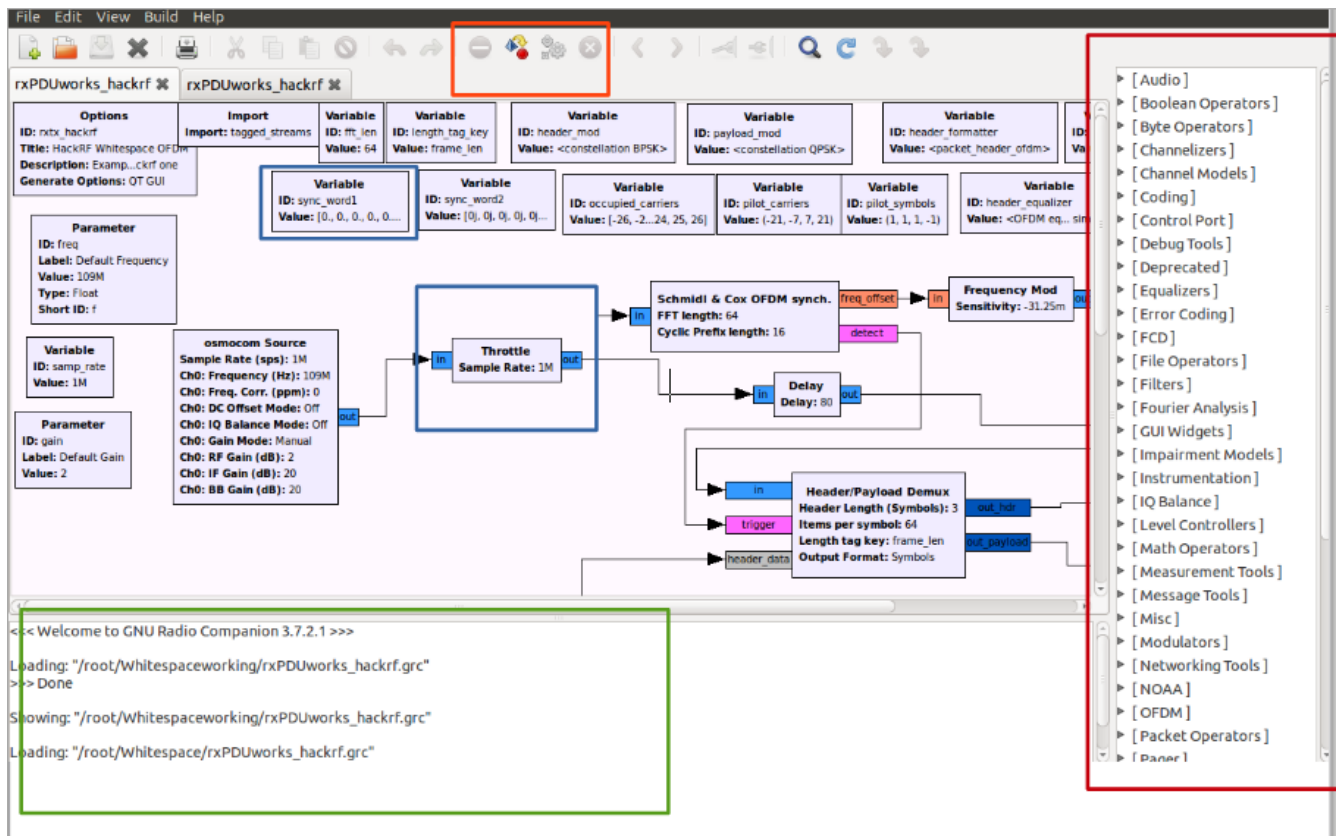 File Edit View Build Help
rxPDUworks_hackrf
rxPDUworks_hackrf
Options
ID: rxtx_hackrf
Title: HackRF Whitespace OFDM
Description: Examp...ckrf one
Generate Options: QT GUI
Import
Import: tagged_streams
Variable
ID: fft_len
Value: 64
Variable
ID: length_tag_key
Value: frame_len
Variable
ID: header_mod
Value: <constellation BPSK>
Variable
ID: payload_mod
Value: <constellation QPSK>
Variable
ID: header_formatter
Value: <packet_header_ofdm>
Variable
ID: sync_word1
Value: [0., 0., 0., 0., 0....
Variable
ID: sync_word2
Value: [0j, 0j, 0j, 0j, 0j...
Variable
ID: occupied_carriers
Value: [-26, -2...24, 25, 26]
Variable
ID: pilot_carriers
Value: (-21, -7, 7, 21)
Variable
ID: pilot_symbols
Value: (1, 1, 1, -1)
Variable
ID: header_equalizer
Value: <OFDM eq... sim
Parameter
ID: freq
Label: Default Frequency
Value: 109M
Type: Float
Short ID: f
Variable
ID: samp_rate
Value: 1M
Parameter
ID: gain
Label: Default Gain
Value: 2
osmocom Source
Sample Rate (sps): 1M
Ch0: Frequency (Hz): 109M
Ch0: Freq. Corr. (ppm): 0
Ch0: DC Offset Mode: Off
Ch0: IQ Balance Mode: Off
Ch0: Gain Mode: Manual
Ch0: RF Gain (dB): 2
Ch0: IF Gain (dB): 20
Ch0: BB Gain (dB): 20
out
in
Throttle
Sample Rate: 1M
out
in
Schmidl & Cox OFDM synch.
FFT length: 64
Cyclic Prefix length: 16
freq_offset
detect
in
Frequency Mod
Sensitivity: -31.25m
ou
in
Delay
Delay: 80
out
in
trigger
header_data
Header/Payload Demux
Header Length (Symbols): 3
Items per symbol: 64
Length tag key: frame_len
Output Format: Symbols
out_hdr
out_payload
[ Audio ]
[ Boolean Operators ]
[ Byte Operators ]
[ Channelizers ]
[ Channel Models ]
[ Coding ]
[ Control Port ]
[ Debug Tools ]
[ Deprecated ]
[ Equalizers ]
[ Error Coding ]
[ FCD ]
[ File Operators ]
[ Filters ]
[ Fourier Analysis ]
[ GUI Widgets ]
[ Impairment Models ]
[ Instrumentation ]
[ IQ Balance ]
[ Level Controllers ]
[ Math Operators ]
[ Measurement Tools ]
[ Message Tools ]
[ Misc ]
[ Modulators ]
[ Networking Tools ]
[ NOAA ]
[ OFDM ]
[ Packet Operators ]
[ Pager ]
<<< Welcome to GNU Radio Companion 3.7.2.1 >>>
Loading: "/root/Whitespaceworking/rxPDUworks_hackrf.grc"
>>> Done
Showing: "/root/Whitespaceworking/rxPDUworks_hackrf.grc"
Loading: "/root/Whitespace/rxPDUworks_hackrf.grc"